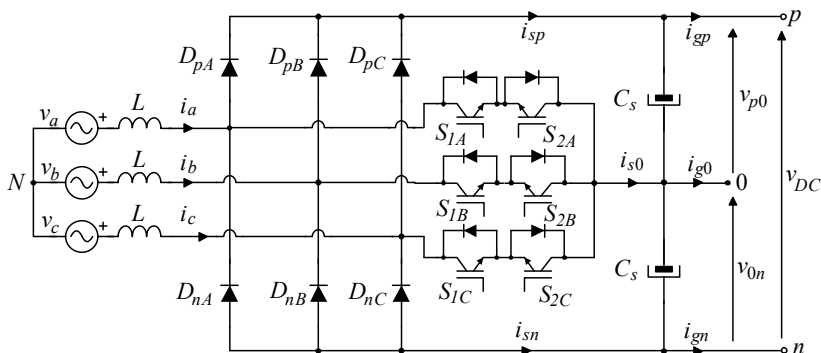 p
i_sp
i_gp
D_pA
D_pB
D_pC
C_s
v_p0
v_a
+
L
i_a
S_1A
S_2A
N
v_b
+
L
i_b
i_s0
i_g0
0
v_DC
S_1B
S_2B
v_c
+
L
i_c
C_s
v_0n
D_nA
D_nB
D_nC
S_1C
S_2C
i_sn
i_gn
n